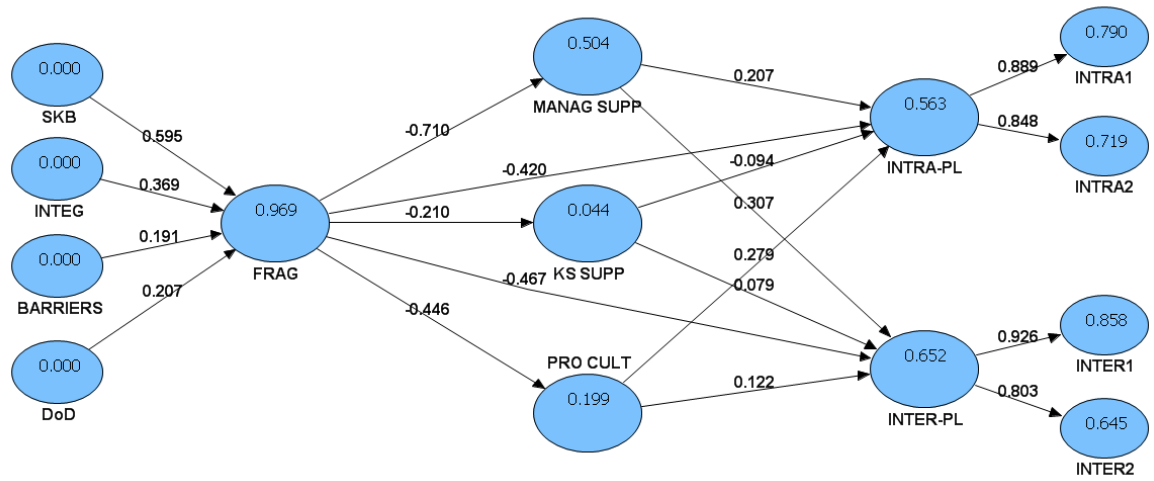 0.000
SKB
0.000
INTEG
0.000
BARRIERS
0.000
DoD
0.595
0.369
0.191
0.207
0.969
FRAG
-0.710
-0.420
-0.210
-0.467
-0.446
0.504
MANAG SUPP
0.044
KS SUPP
PRO CULT
0.199
0.207
-0.094
0.307
0.279
0.079
0.122
0.563
INTRA-PL
0.652
INTER-PL
0.889
0.848
0.926
0.803
0.790
INTRA1
0.719
INTRA2
0.858
INTER1
0.645
INTER2